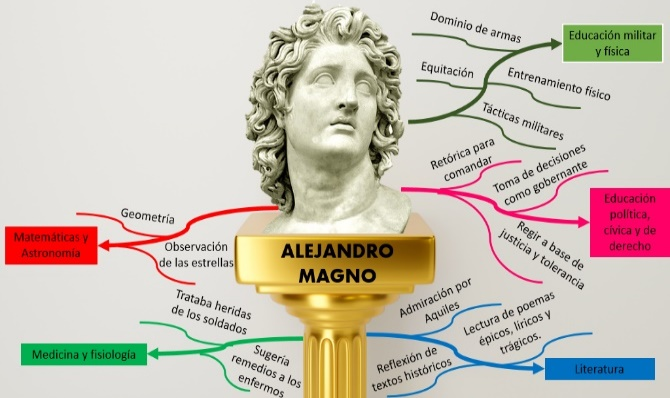 Dominio de armas
Educación militar
y física
Equitación
Entrenamiento físico
Tácticas militares
Retórica para
comandar
Toma de decisiones
como gobernante
Educación
política,
cívica y de
derecho
Regir a base de
justicia y tolerancia
Geometría
Matemáticas y
Astronomía
Observación
de las estrellas
ALEJANDRO
MAGNO
Trataba heridas
de los soldados
Medicina y fisiología
Sugería
remedios a los
enfermos
Admiración por
Aquiles
Lectura de poemas
épicos, líricos y
trágicos.
Reflexión de
textos históricos
Literatura